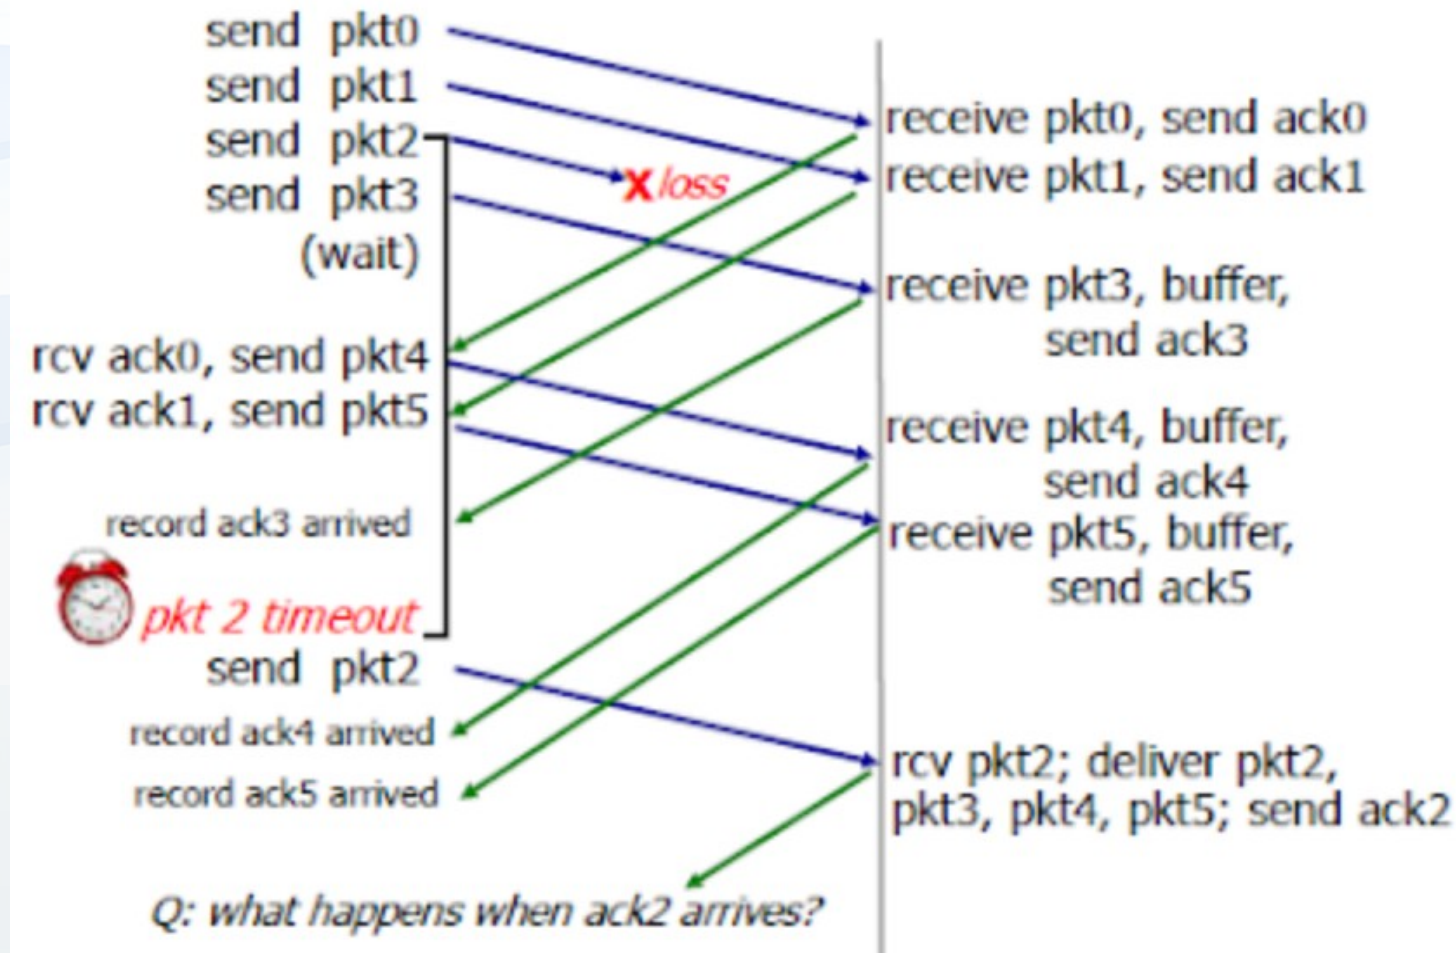 send pkt0
send pkt1
send pkt2
send pkt3
(wait)
rcv ack0, send pkt4
rcv ack1, send pkt5
record ack3 arrived
pkt 2 timeout
send pkt2
record ack4 arrived
record ack5 arrived
Q: what happens when ack2 arrives?
X loss
receive pkt0, send ack0
receive pkt1, send ack1
receive pkt3, buffer,
send ack3
receive pkt4, buffer,
send ack4
receive pkt5, buffer,
send ack5
rcv pkt2; deliver pkt2,
pkt3, pkt4, pkt5; send ack2